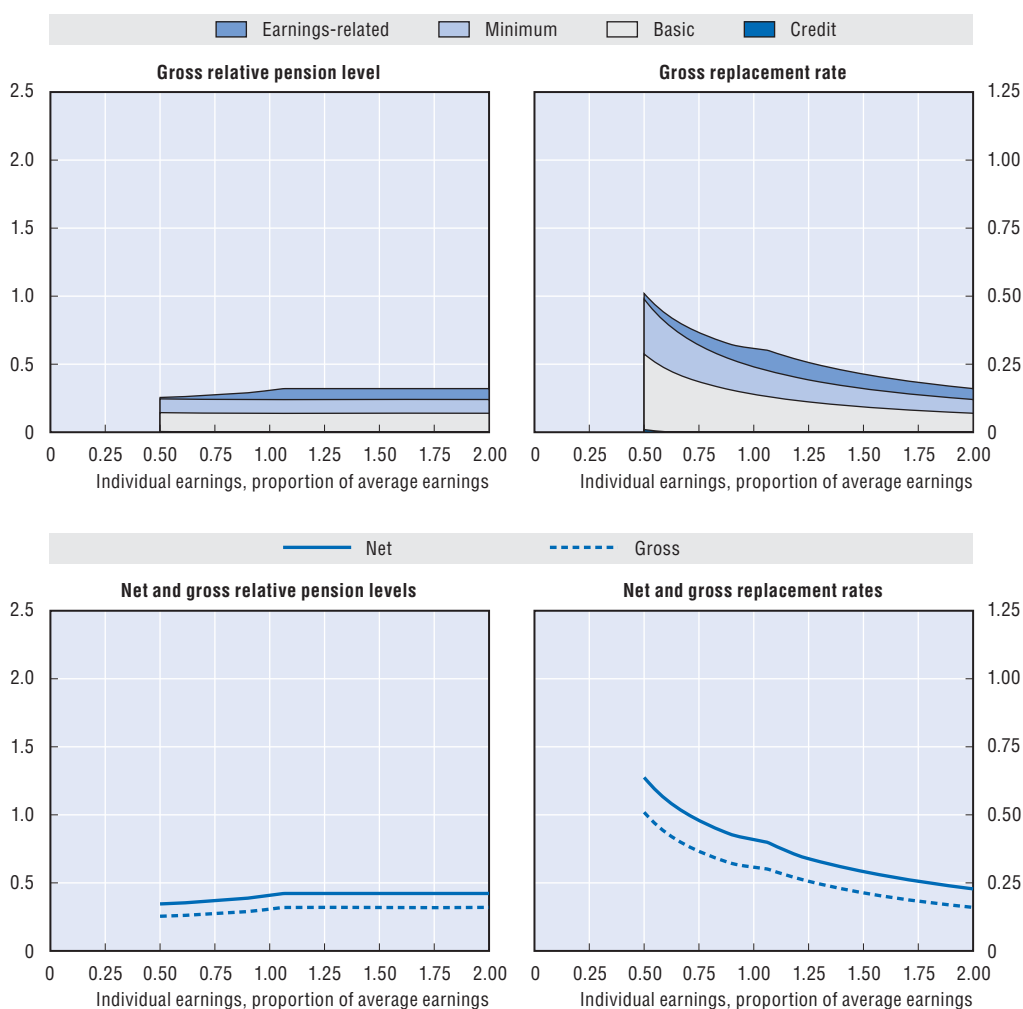 Earnings-related Minimum Basic Credit
Gross relative pension level
2.5
2.0
1.5
1.0
0.5
0
0 0.25 0.50 0.75 1.00 1.25 1.50 1.75 2.00
Individual earnings, proportion of average earnings
Gross replacement rate
1.25
1.00
0.75
0.50
0.25
0
0 0.25 0.50 0.75 1.00 1.25 1.50 1.75 2.00
Individual earnings, proportion of average earnings
Net Gross
Net and gross relative pension levels
2.5
2.0
1.5
1.0
0.5
0
0 0.25 0.50 0.75 1.00 1.25 1.50 1.75 2.00
Individual earnings, proportion of average earnings
Net and gross replacement rates
1.25
1.00
0.75
0.50
0.25
0
0 0.25 0.50 0.75 1.00 1.25 1.50 1.75 2.00
Individual earnings, proportion of average earnings